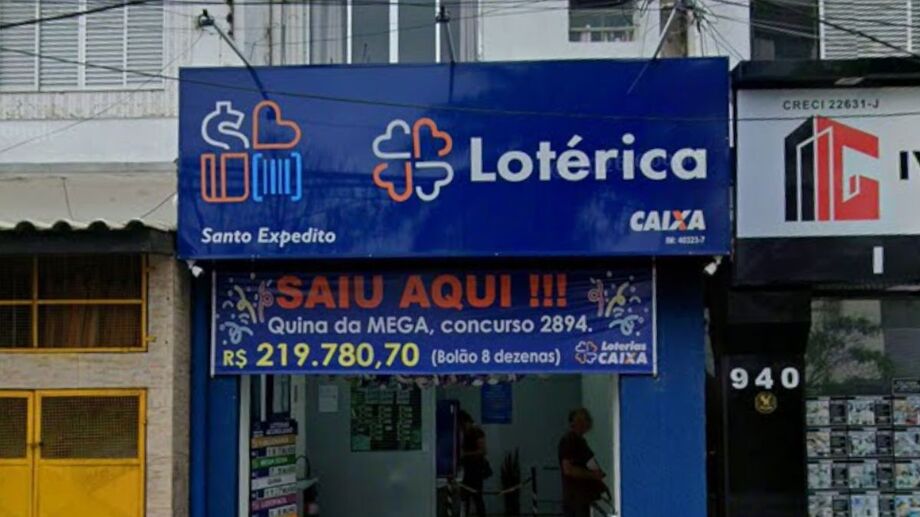 Lotérica
Santo Expedito
CAIXA
SAIU AQUI !!!
Quina da MEGA, concurso 2894.
R$ 219.780,70 (Bolão 8 dezenas)
Loterias
CAIXA
CRECI 22631-J
940